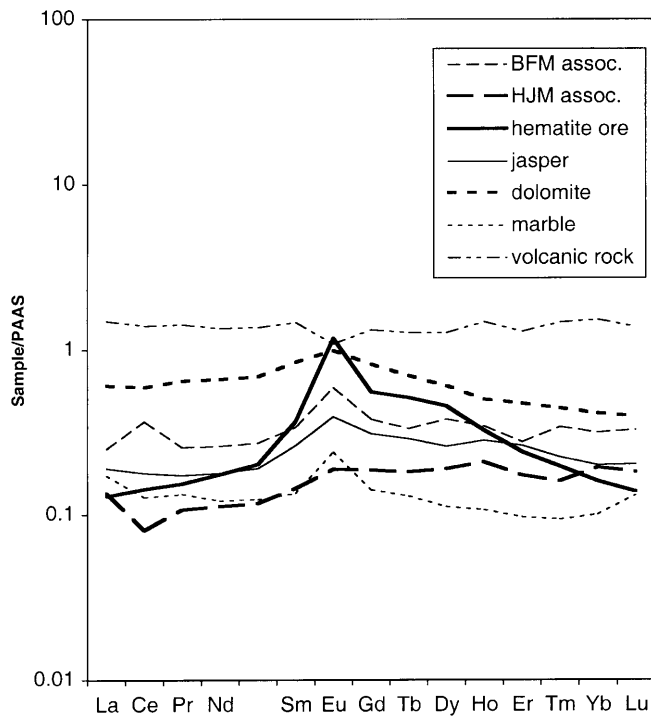 100
10
1
0.1
0.01
Sample/PAAS
BFM assoc.
HJM assoc.
hematite ore
jasper
dolomite
marble
volcanic rock
La Ce Pr Nd Sm Eu Gd Tb Dy Ho Er Tm Yb Lu